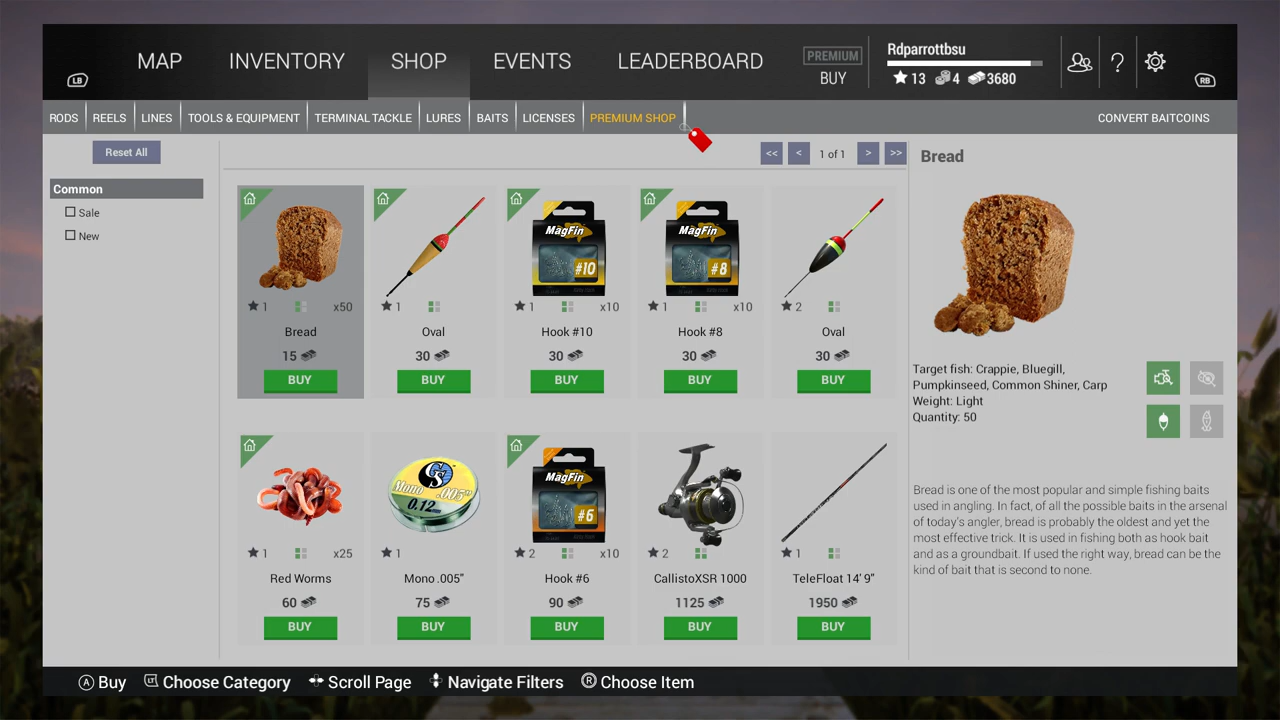 LB
MAP
INVENTORY
SHOP
EVENTS
LEADERBOARD
PREMIUM
BUY
Rdparrottbsu
13 4 3680
?
RB
RODS
REELS
LINES
TOOLS & EQUIPMENT
TERMINAL TACKLE
LURES
BAITS
LICENSES
PREMIUM SHOP
CONVERT BAITCOINS
Reset All
Common
Sale
New
<< < 1 of 1 > >>
1 x50
Bread
15
BUY
1
Oval
30
BUY
MagFin
#10
1 x10
Hook #10
30
BUY
MagFin
#8
1 x10
Hook #8
30
BUY
2
Oval
30
BUY
1 x25
Red Worms
60
BUY
Mono .005"
0.12
1
Mono .005"
75
BUY
MagFin
#6
2 x10
Hook #6
90
BUY
2
CallistoXSR 1000
1125
BUY
1
TeleFloat 14' 9"
1950
BUY
Bread
Target fish: Crappie, Bluegill,
Pumpkinseed, Common Shiner, Carp
Weight: Light
Quantity: 50
Bread is one of the most popular and simple fishing baits
used in angling. In fact, of all the possible baits in the arsenal
of today's angler, bread is probably the oldest and yet the
most effective trick. It is used in fishing both as hook bait
and as a groundbait. If used the right way, bread can be the
kind of bait that is second to none.
A Buy
LT Choose Category
Scroll Page
Navigate Filters
R Choose Item